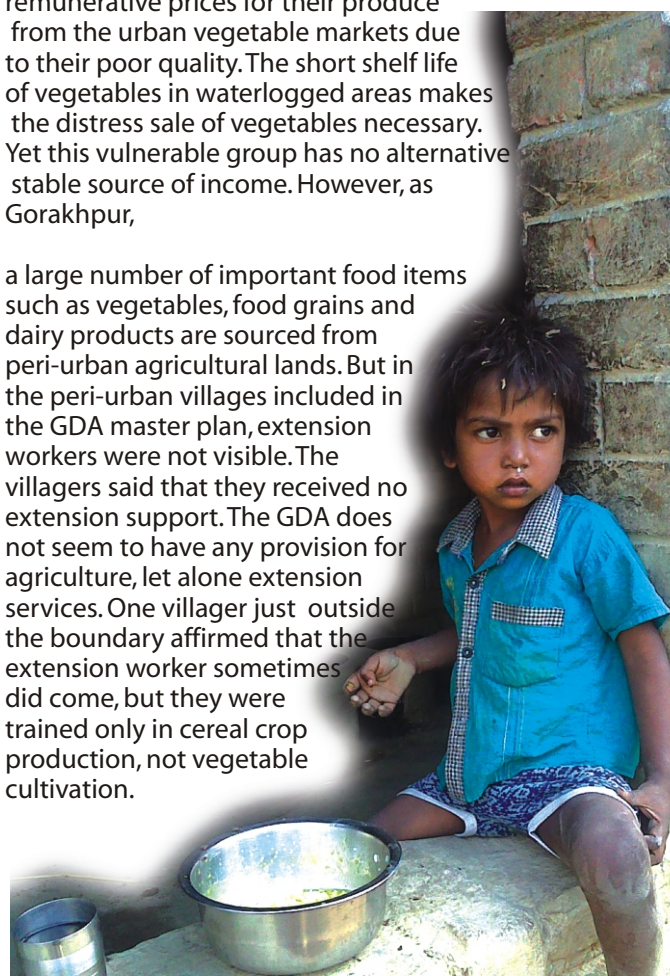 remunerative prices for their produce
from the urban vegetable markets due
to their poor quality. The short shelf life
of vegetables in waterlogged areas makes
the distress sale of vegetables necessary.
Yet this vulnerable group has no alternative
stable source of income. However, as
Gorakhpur,
a large number of important food items
such as vegetables, food grains and
dairy products are sourced from
peri-urban agricultural lands. But in
the peri-urban villages included in
the GDA master plan, extension
workers were not visible. The
villagers said that they received no
extension support. The GDA does
not seem to have any provision for
agriculture, let alone extension
services. One villager just outside
the boundary affirmed that the
extension worker sometimes
did come, but they were
trained only in cereal crop
production, not vegetable
cultivation.